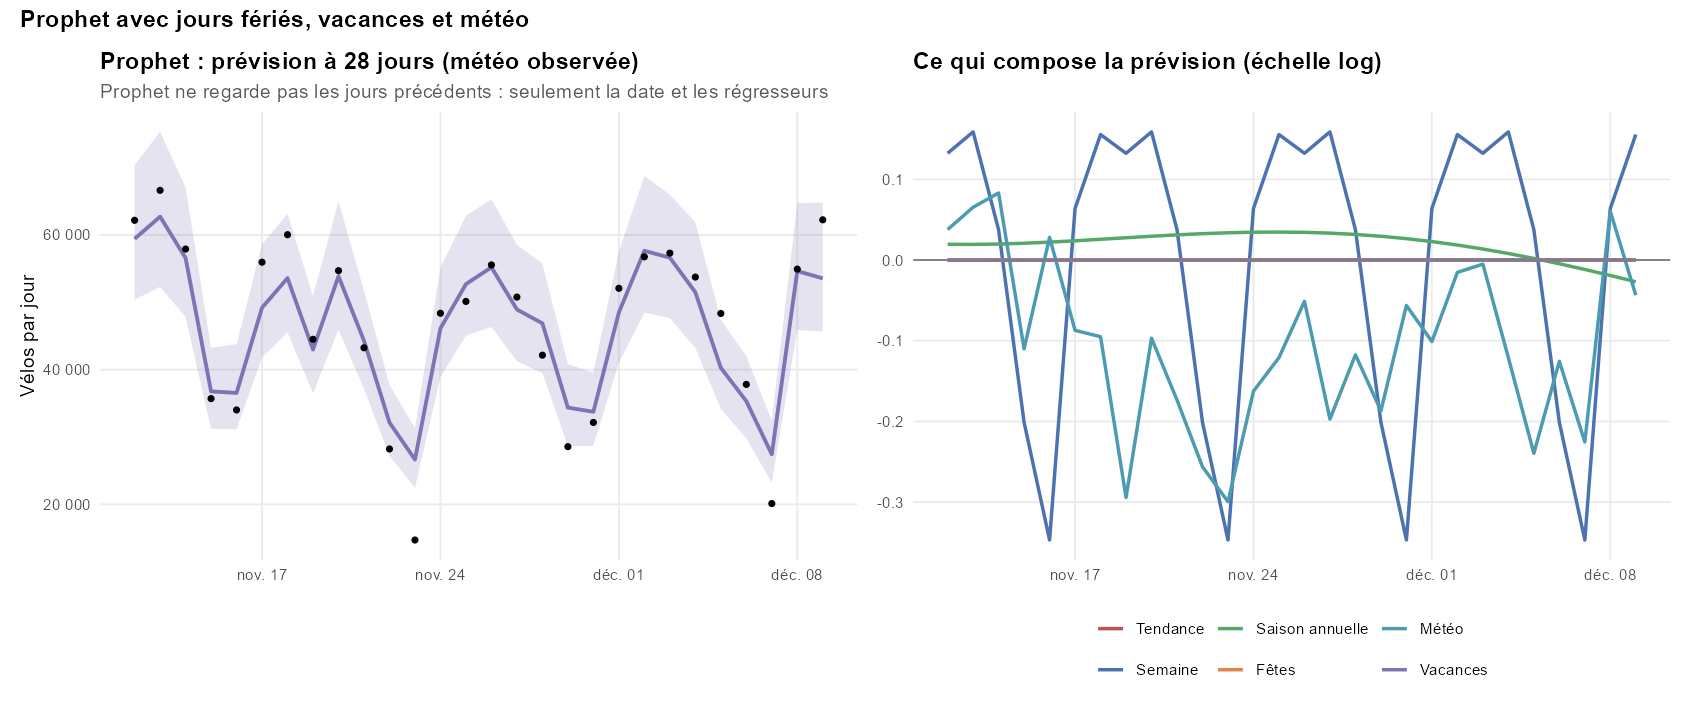 Prophet avec jours fériés, vacances et météo
Prophet : prévision à 28 jours (météo observée)
Prophet ne regarde pas les jours précédents : seulement la date et les régresseurs
Vélos par jour
60 000
40 000
20 000
nov. 17
nov. 24
déc. 01
déc. 08
Ce qui compose la prévision (échelle log)
0.1
0.0
-0.1
-0.2
-0.3
nov. 17
nov. 24
déc. 01
déc. 08
Tendance
Saison annuelle
Météo
Semaine
Fêtes
Vacances